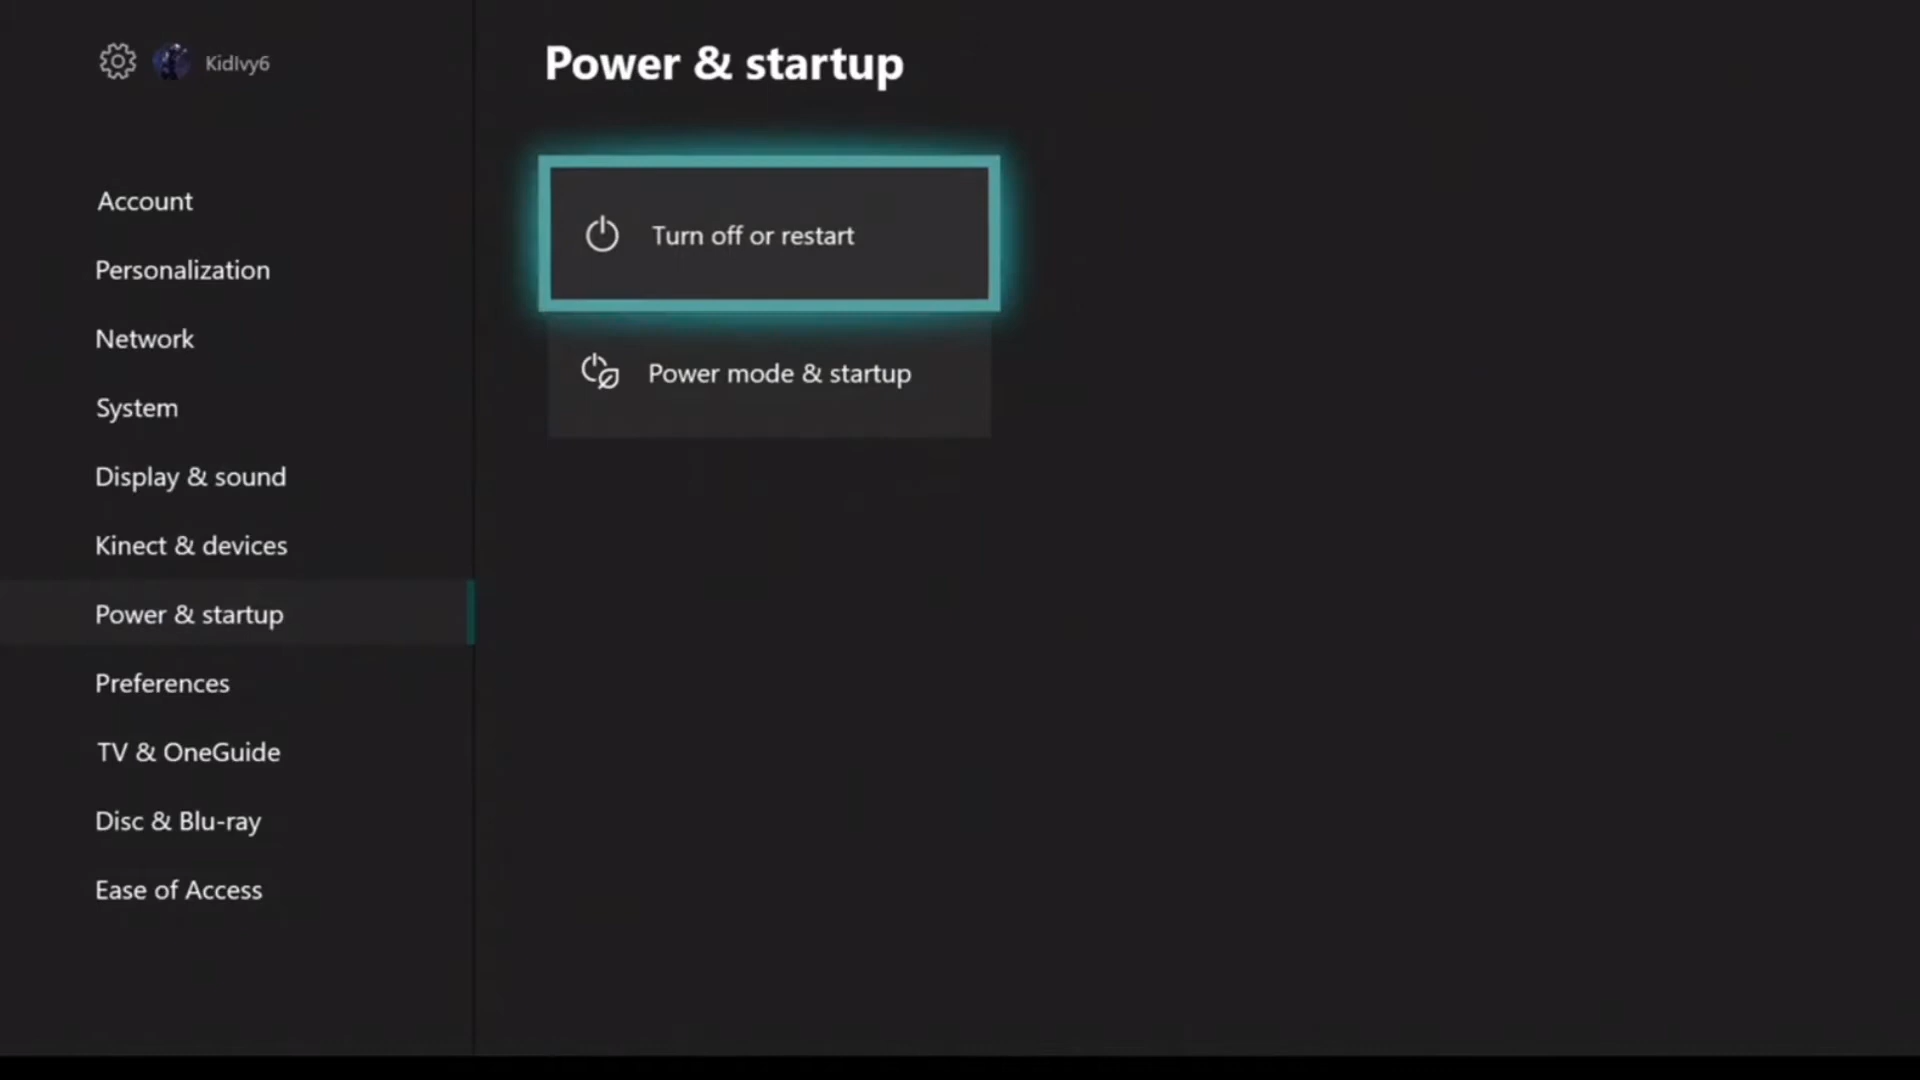 KidIvy6
Power & startup
Account
Personalization
Network
System
Display & sound
Kinect & devices
Power & startup
Preferences
TV & OneGuide
Disc & Blu-ray
Ease of Access
Turn off or restart
Power mode & startup